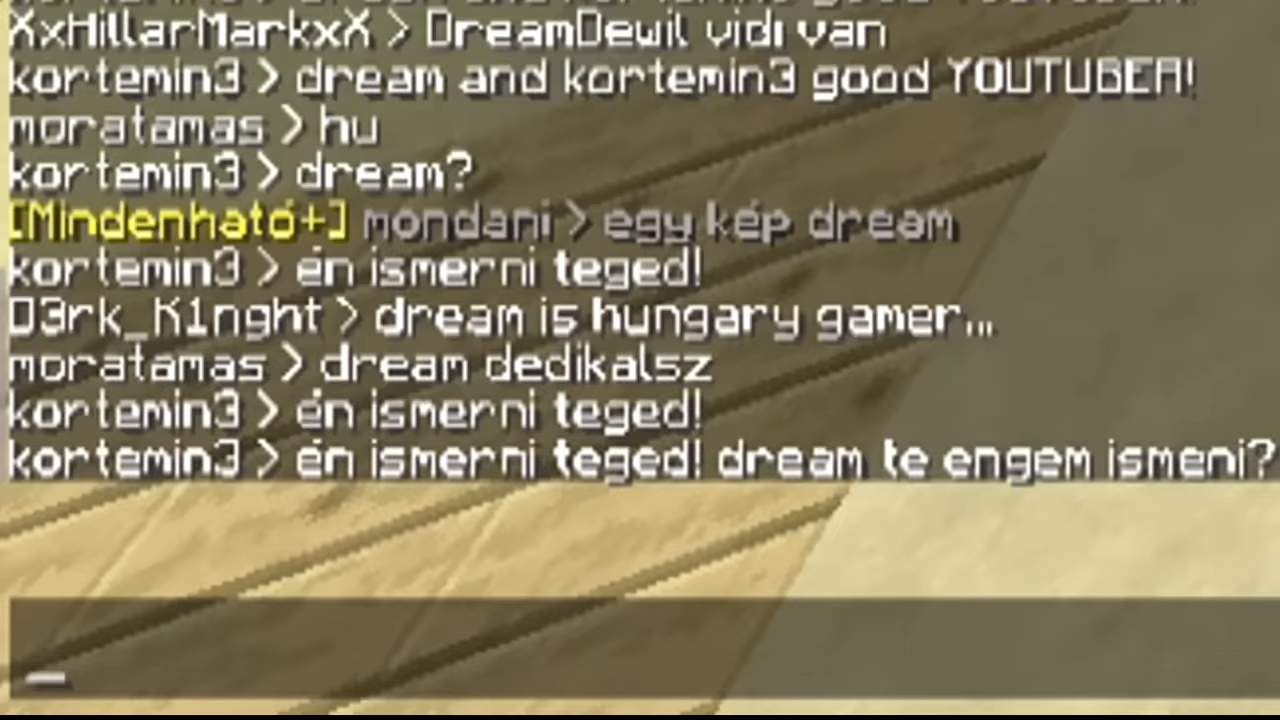 XxHillarMarkxX > DreamDewil vidi van
kortemin3 > dream and kortemin3 good YOUTUBER!
moratamas > hu
kortemin3 > dream?
[Mindenható+] mondani > egy kép dream
kortemin3 > én ismerni teged!
D3rk_K1nght > dream is hungary gamer...
moratamas > dream dedikalsz
kortemin3 > én ismerni teged!
kortemin3 > én ismerni teged! dream te engem ismeni?